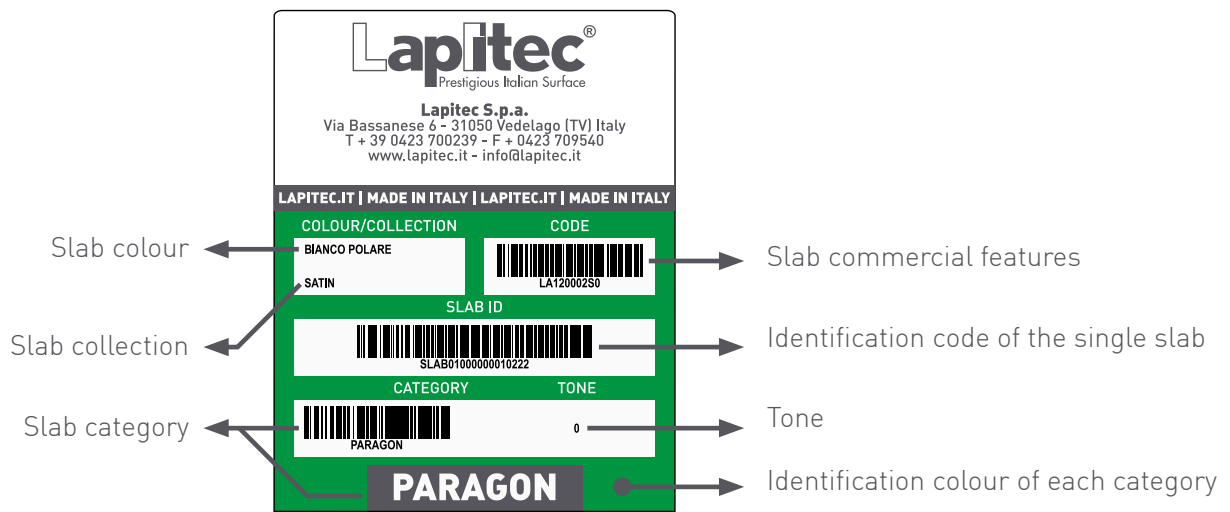 Lapitec®
Prestigious Italian Surface
Lapitec S.p.a.
Via Bassanese 6 - 31050 Vedelago (TV) Italy
T + 39 0423 700239 - F + 0423 709540
www.lapitec.it - info@lapitec.it
LAPITEC.IT | MADE IN ITALY | LAPITEC.IT | MADE IN ITALY
COLOUR/COLLECTION
CODE
Slab colour
BIANCO POLARE
Slab commercial features
SATIN
LA120002S0
SLAB ID
Slab collection
Identification code of the single slab
SLAB01000000010222
CATEGORY
TONE
Slab category
0
Tone
PARAGON
PARAGON
Identification colour of each category